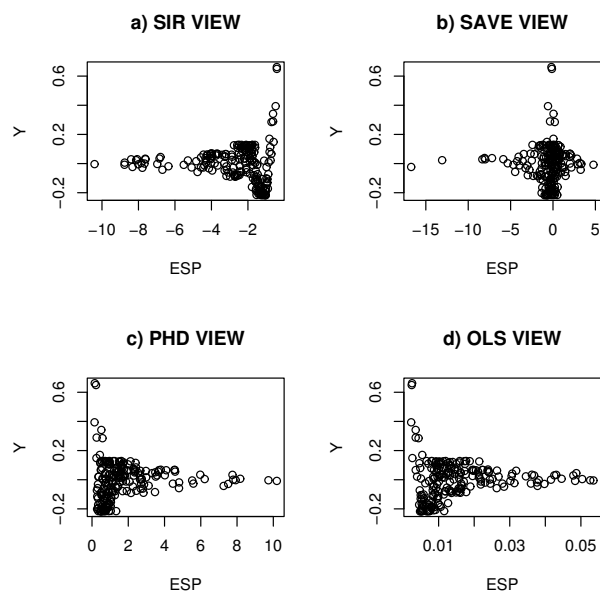 a) SIR VIEW
Y
0.6
0.2
−0.2
−10 −8 −6 −4 −2
ESP
b) SAVE VIEW
Y
0.6
0.2
−0.2
−15 −10 −5 0 5
ESP
c) PHD VIEW
Y
0.6
0.2
−0.2
0 2 4 6 8 10
ESP
d) OLS VIEW
Y
0.6
0.2
−0.2
0.01 0.03 0.05
ESP